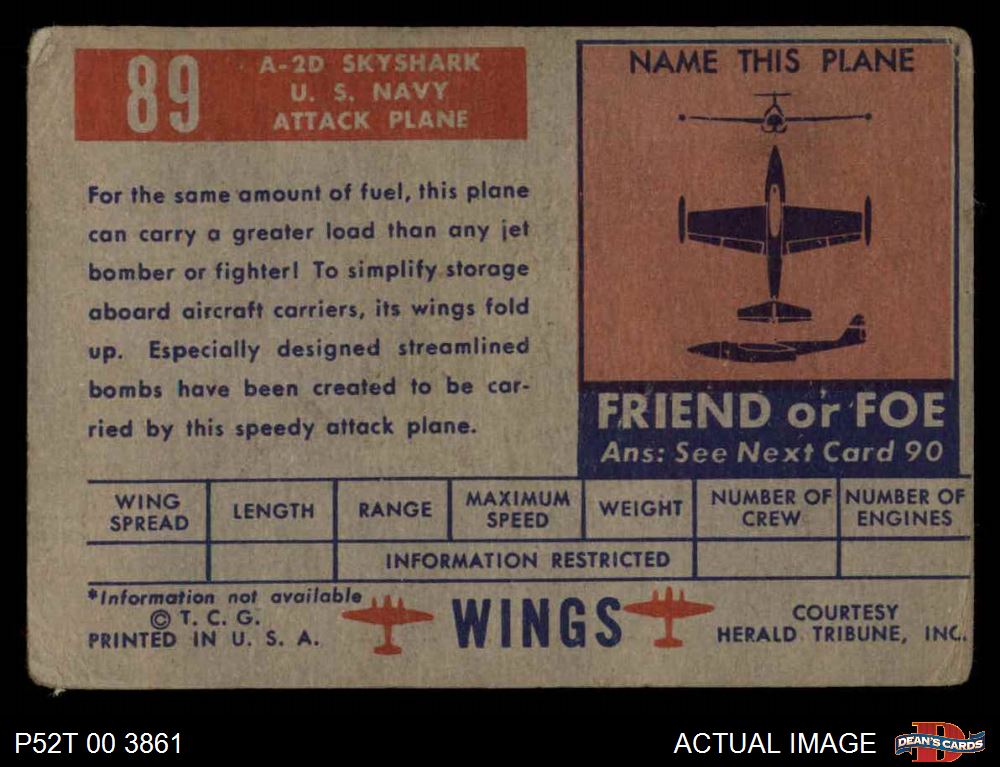 89
A-2D SKYSHARK
U. S. NAVY
ATTACK PLANE
For the same amount of fuel, this plane
can carry a greater load than any jet
bomber or fighter! To simplify storage
aboard aircraft carriers, its wings fold
up. Especially designed streamlined
bombs have been created to be car-
ried by this speedy attack plane.
NAME THIS PLANE
FRIEND or FOE
Ans: See Next Card 90
WING SPREAD
LENGTH
RANGE
MAXIMUM SPEED
WEIGHT
NUMBER OF CREW
NUMBER OF ENGINES
INFORMATION RESTRICTED
*Information not available
© T. C. G.
PRINTED IN U. S. A.
WINGS
COURTESY
HERALD TRIBUNE, INC.
P52T 00 3861
ACTUAL IMAGE
D
DEAN'S CARDS